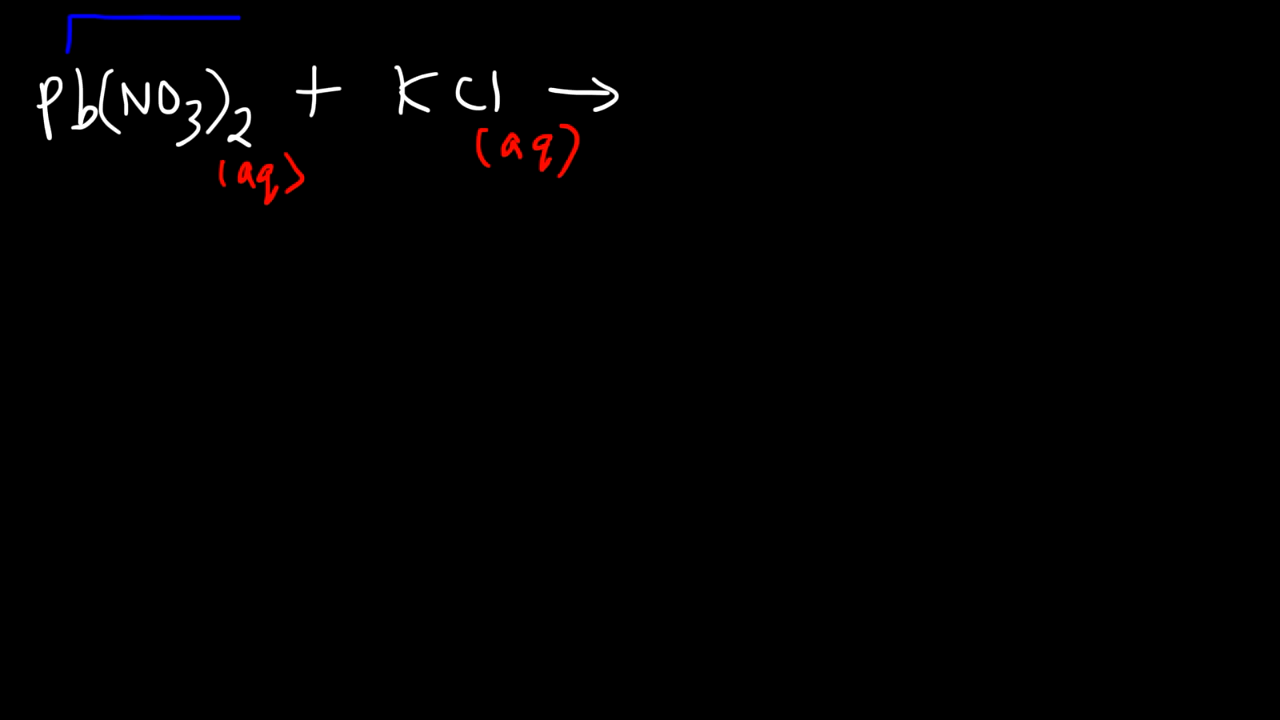 Pb(NO3)2 + KCl →
(aq) (aq)